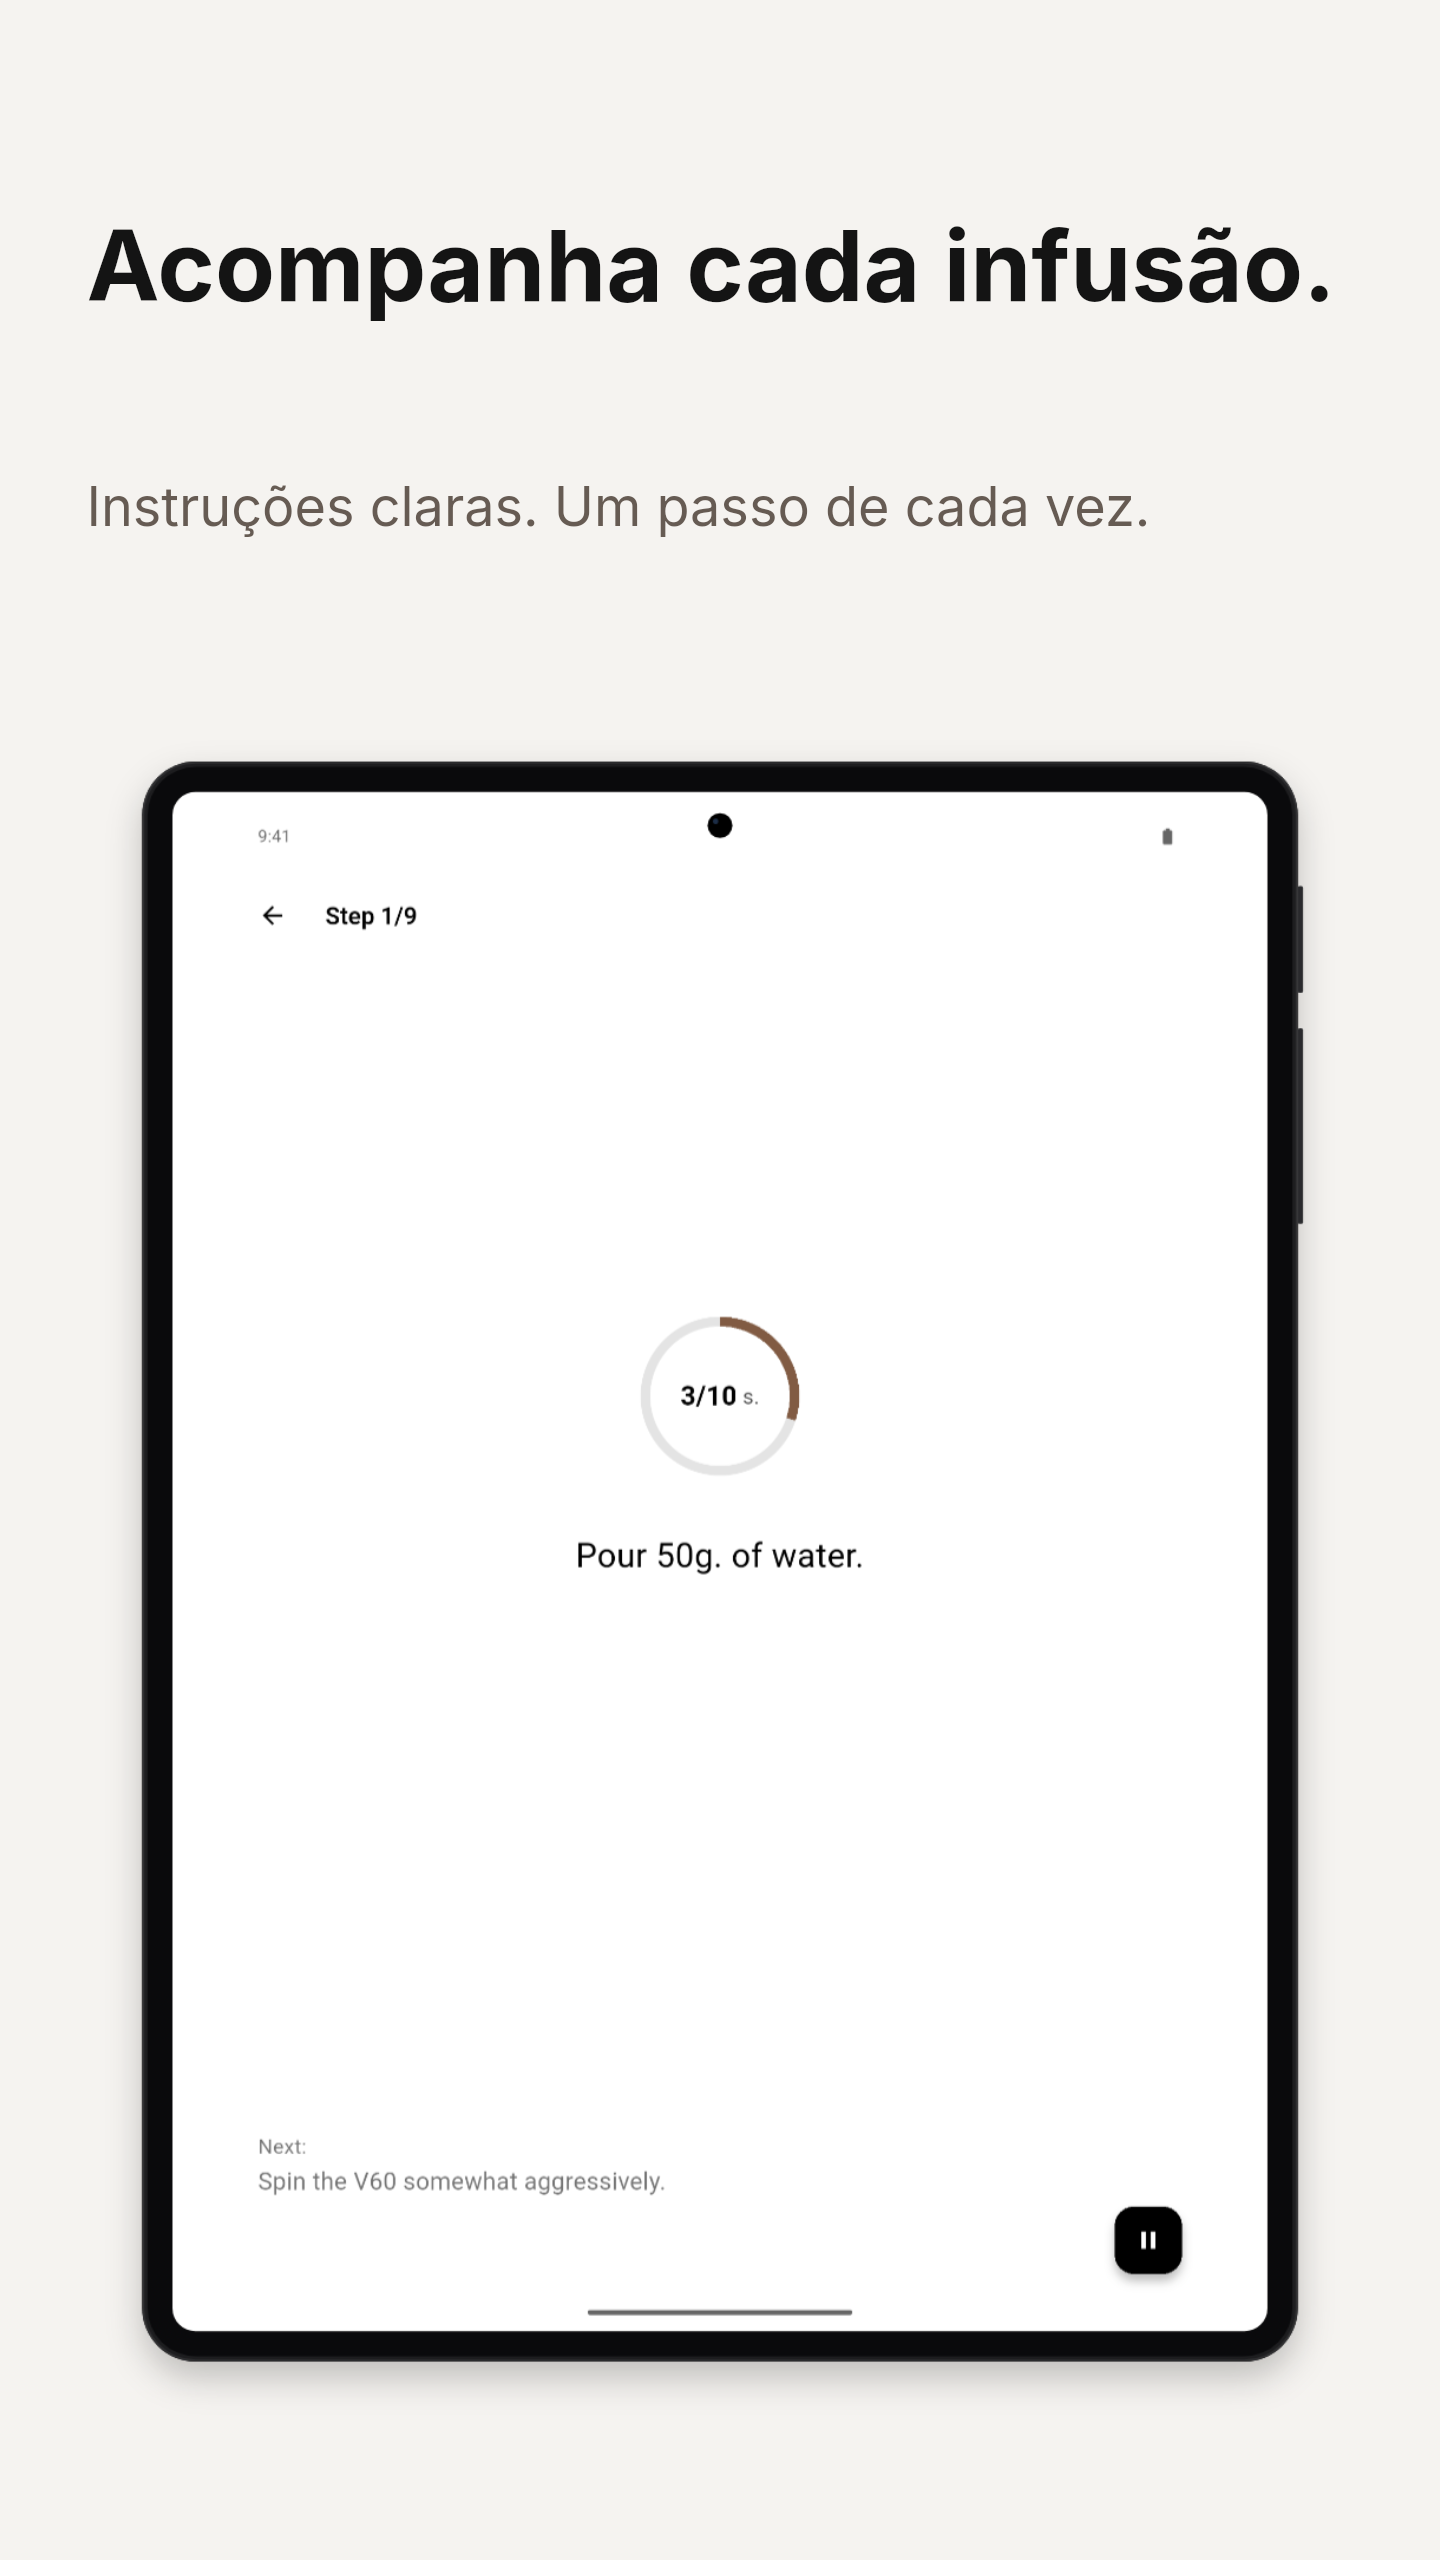 Acompanha cada infusão.
Instruções claras. Um passo de cada vez.
9:41
Step 1/9
3/10 s.
Pour 50g. of water.
Next:
Spin the V60 somewhat aggressively.